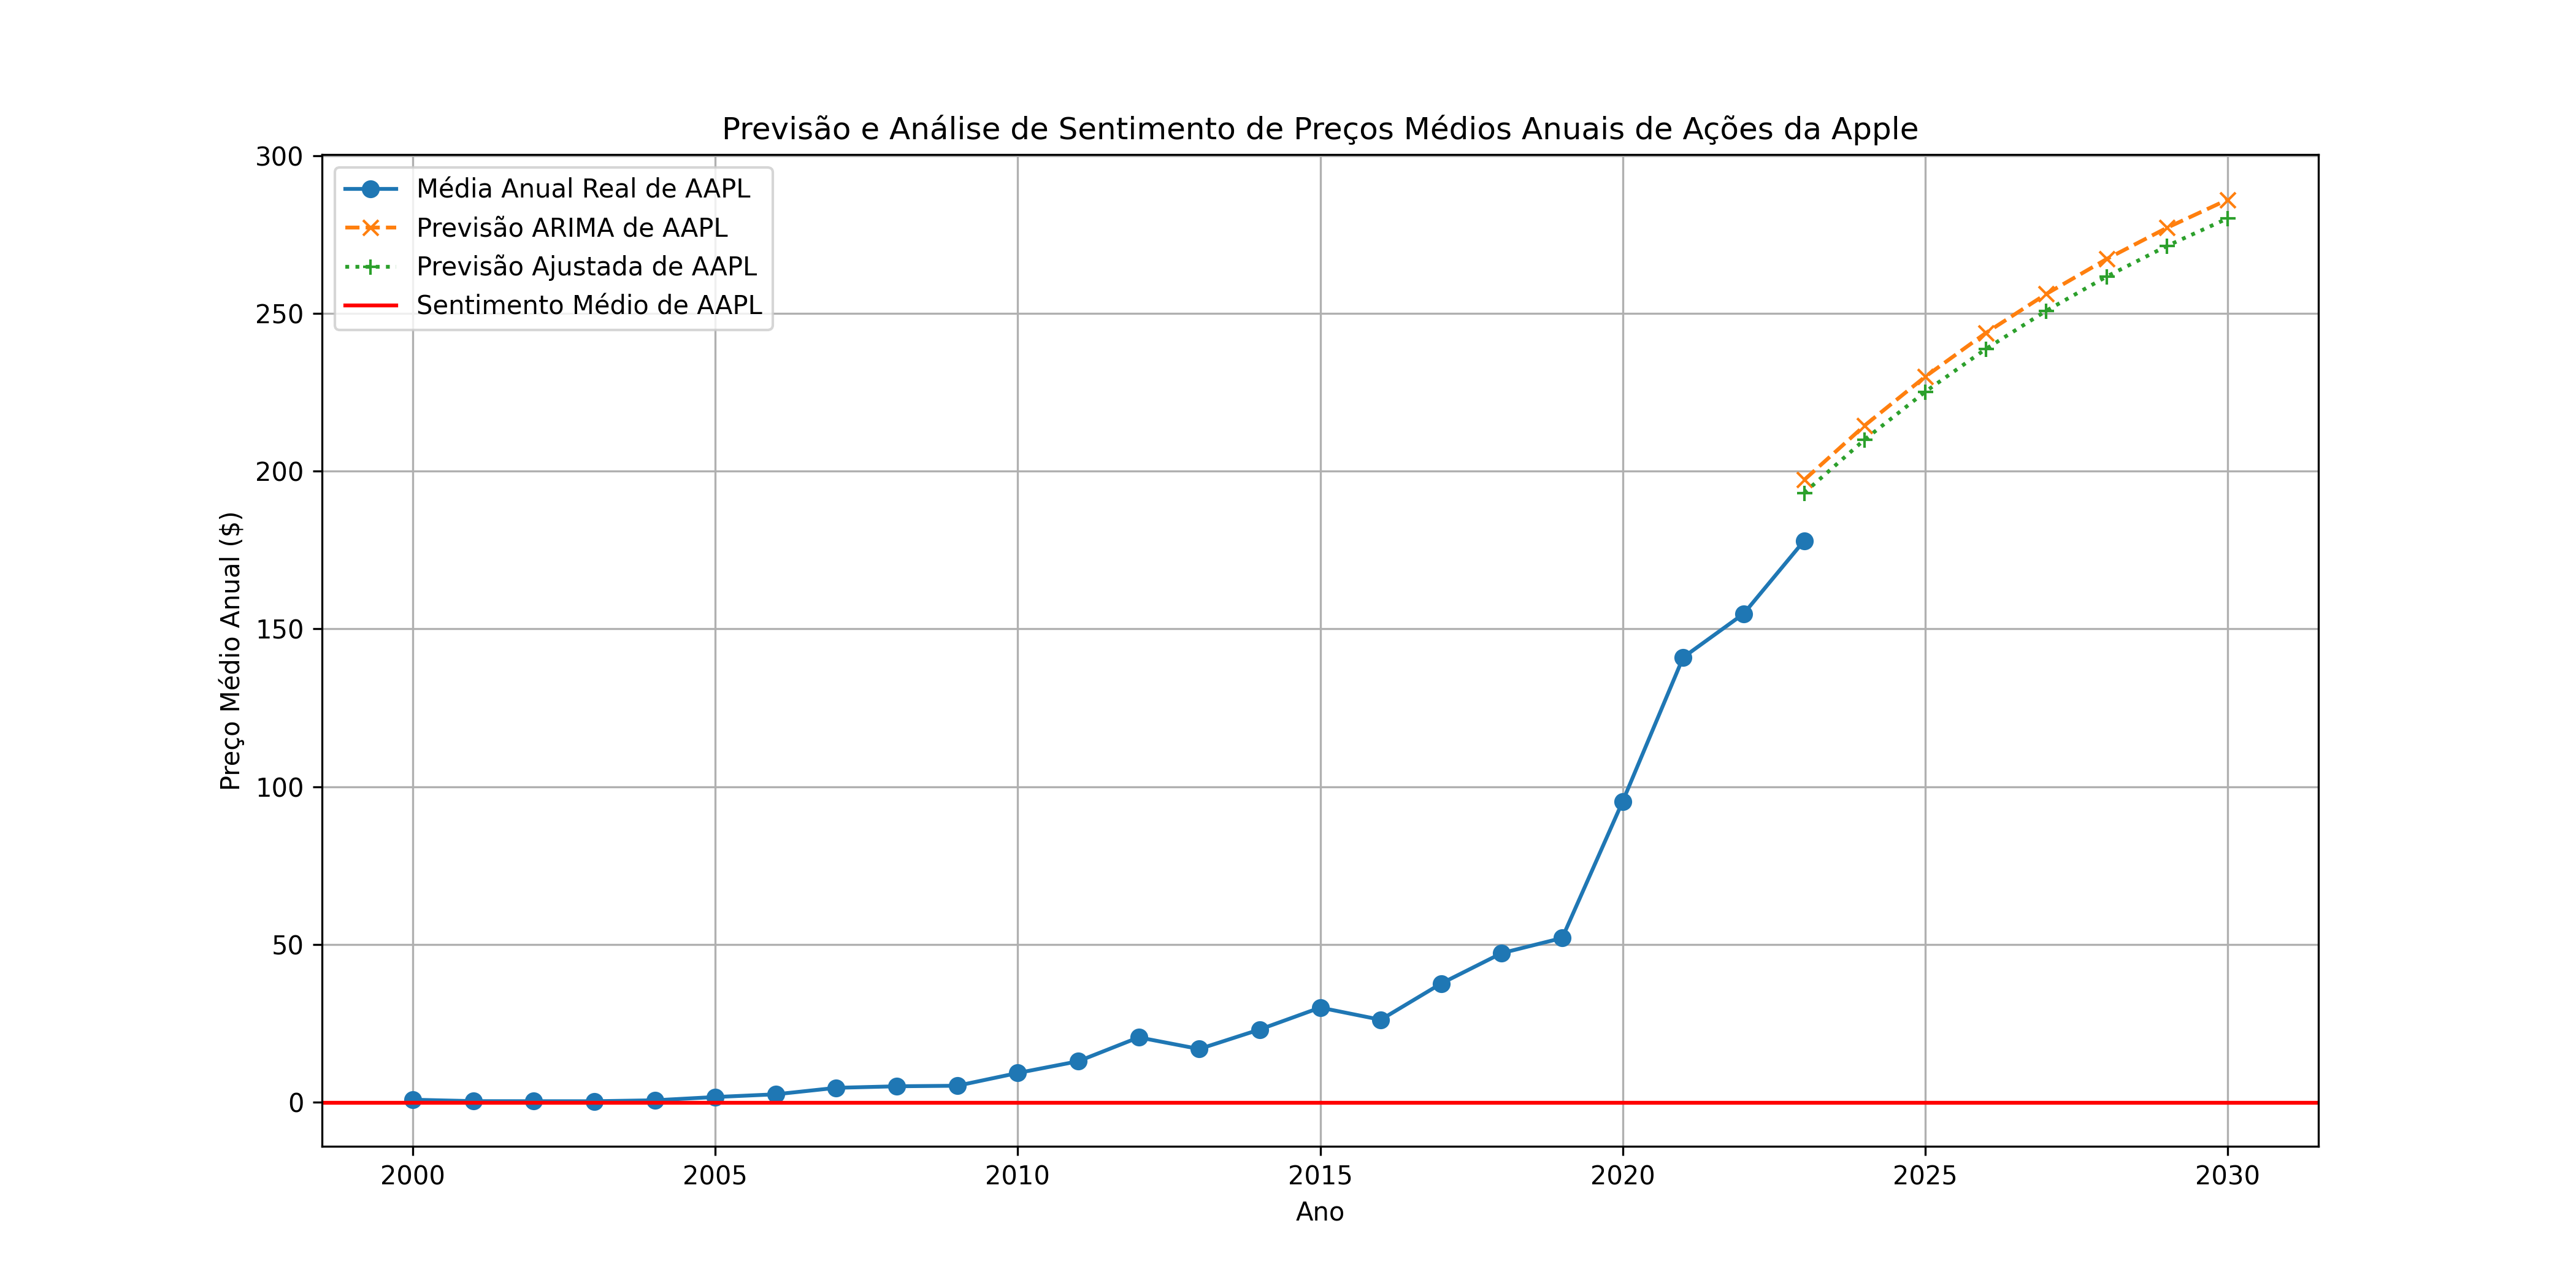 Previsão e Análise de Sentimento de Preços Médios Anuais de Ações da Apple
Média Anual Real de AAPL
Previsão ARIMA de AAPL
Previsão Ajustada de AAPL
Sentimento Médio de AAPL
Preço Médio Anual ($)
300
250
200
150
100
50
0
2000 2005 2010 2015 2020 2025 2030
Ano